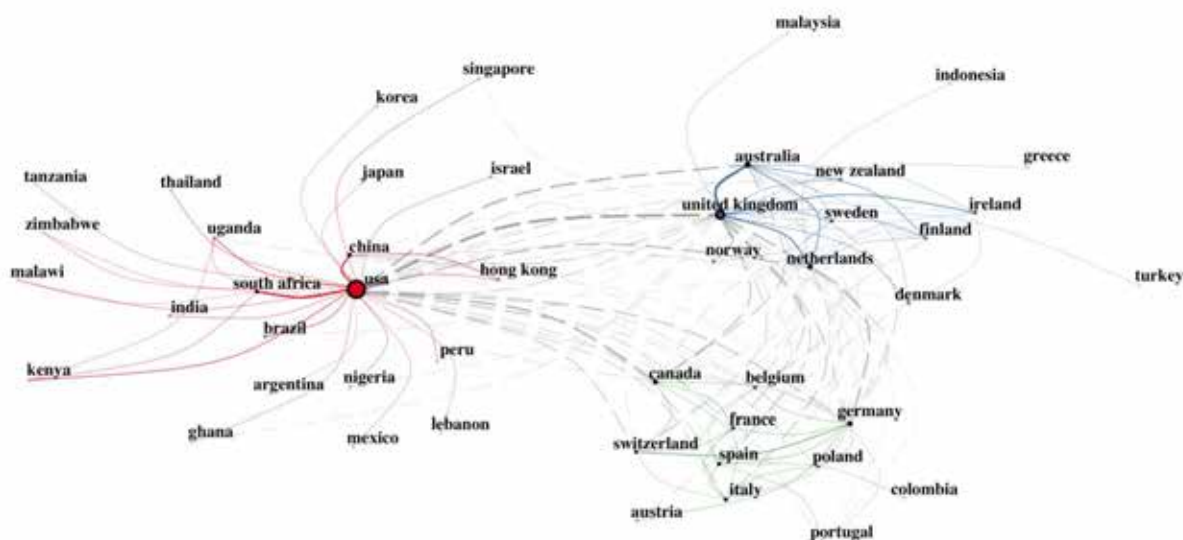 malaysia
singapore
indonesia
korea
australia
greece
israel
japan
new zealand
tanzania
thailand
united kingdom
ireland
sweden
zimbabwe
uganda
finland
china
norway
netherlands
malawi
hong kong
turkey
south africa
usa
denmark
india
brazil
peru
kenya
canada
belgium
argentina
nigeria
germany
france
ghana
mexico
lebanon
switzerland
spain
poland
italy
colombia
austria
portugal